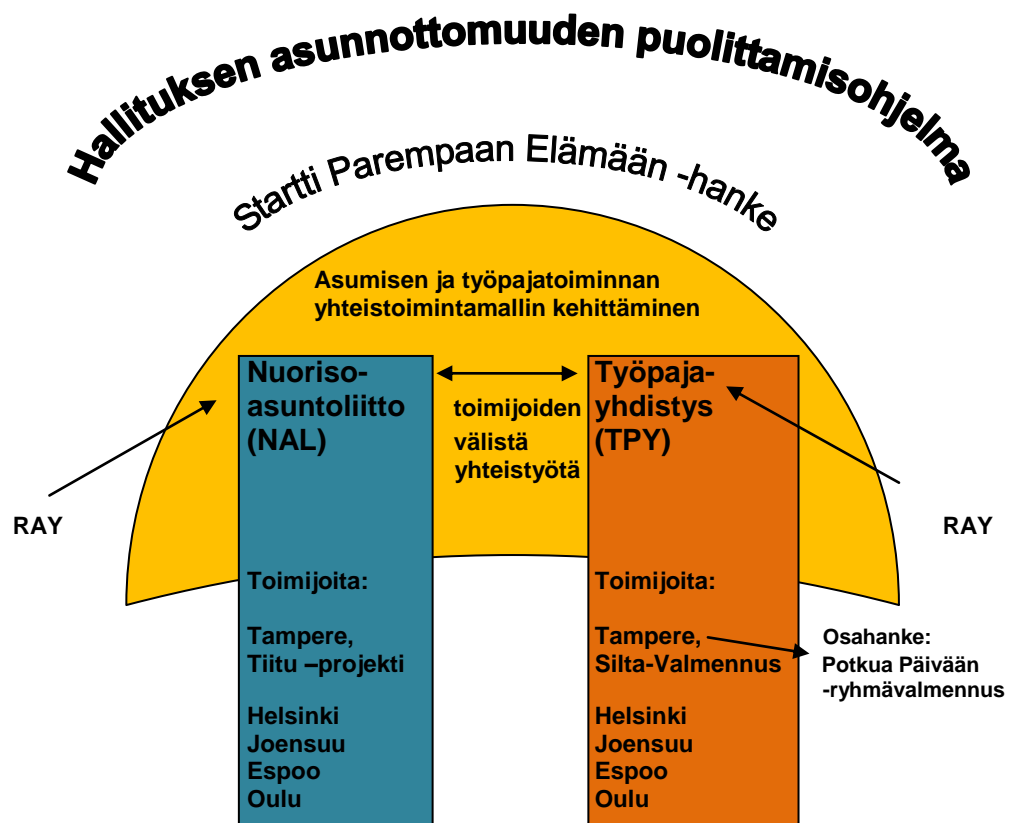 Hallituksen asunnottomuuden puolittamisohjelma
Startti Parempaan Elämään -hanke
Asumisen ja työpajatoiminnan
yhteistoimintamallin kehittäminen
Nuoriso-
asuntoliitto
(NAL)
toimijoiden
välistä
yhteistyötä
Työpaja-
yhdistys
(TPY)
RAY
RAY
Toimijoita:
Tampere,
Tiitu –projekti
Helsinki
Joensuu
Espoo
Oulu
Toimijoita:
Tampere,
Silta-Valmennus
Helsinki
Joensuu
Espoo
Oulu
Osahanke:
Potkua Päivään
-ryhmävalmennus